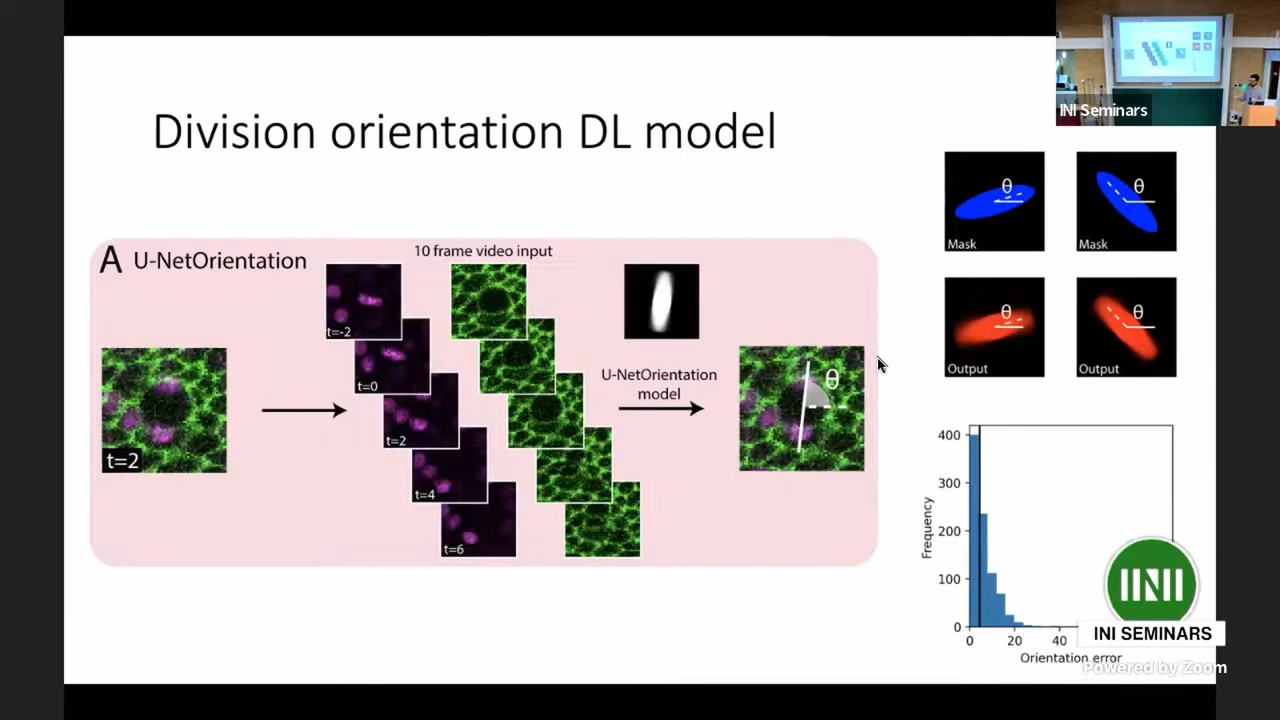 INI Seminars
Division orientation DL model
A U-NetOrientation
10 frame video input
t=2
t=-2
t=0
t=2
t=4
t=6
U-NetOrientation
model
θ
θ
Mask
θ
Mask
θ
Output
θ
Output
Frequency
400
300
200
100
0
0 20 40
Orientation error
INI
INI SEMINARS
Powered by Zoom